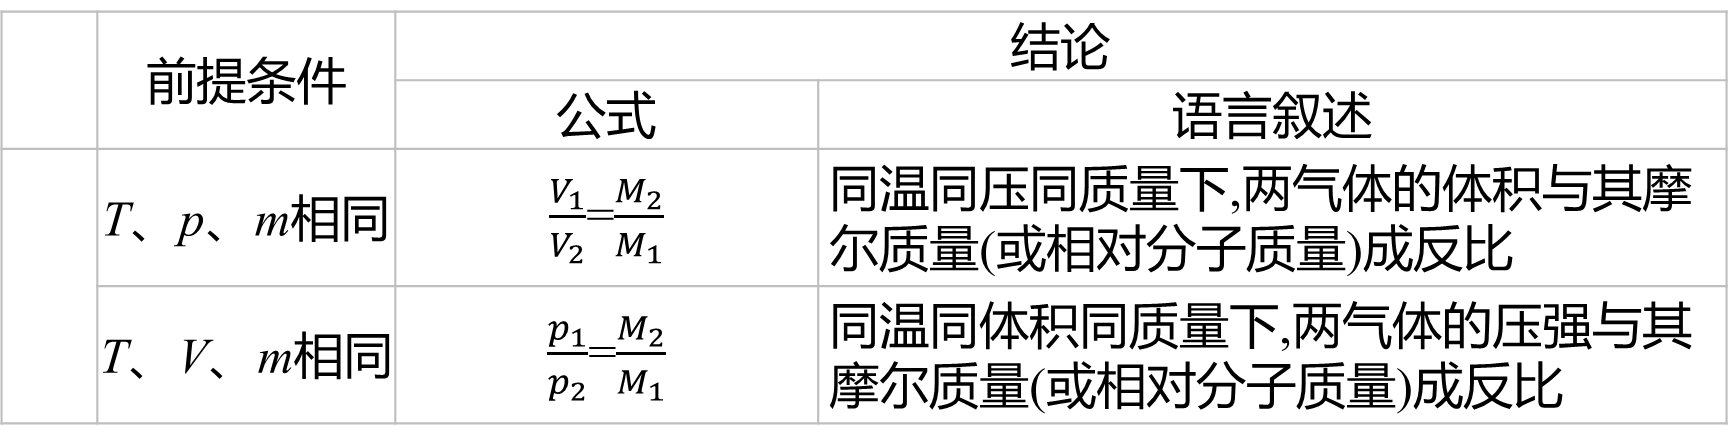 前提条件
结论
公式
语言叙述
T、p、m相同
V₁/V₂=M₂/M₁
同温同压同质量下,两气体的体积与其摩
尔质量(或相对分子质量)成反比
T、V、m相同
p₁/p₂=M₂/M₁
同温同体积同质量下,两气体的压强与其
摩尔质量(或相对分子质量)成反比